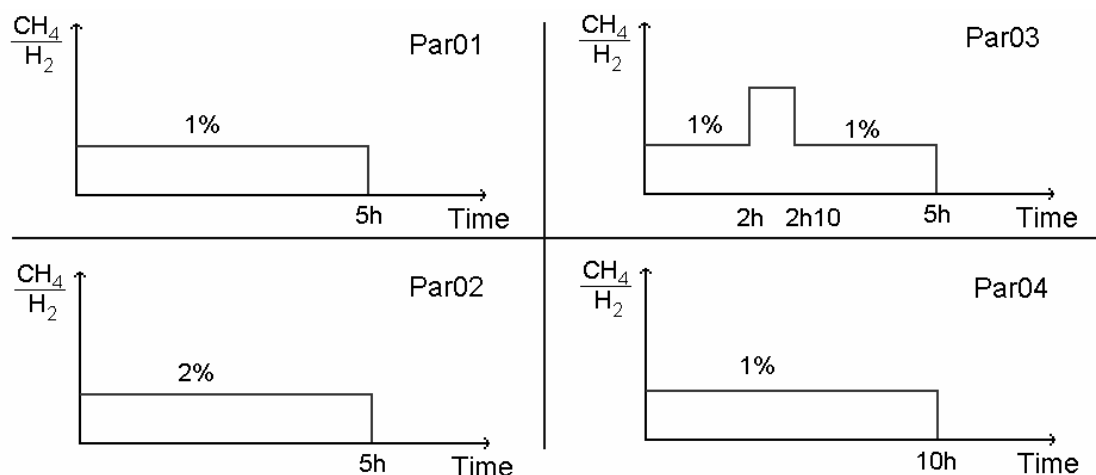 CH4
H2
Par01
1%
5h
Time
CH4
H2
Par03
1%
1%
2h
2h10
5h
Time
CH4
H2
Par02
2%
5h
Time
CH4
H2
Par04
1%
10h
Time